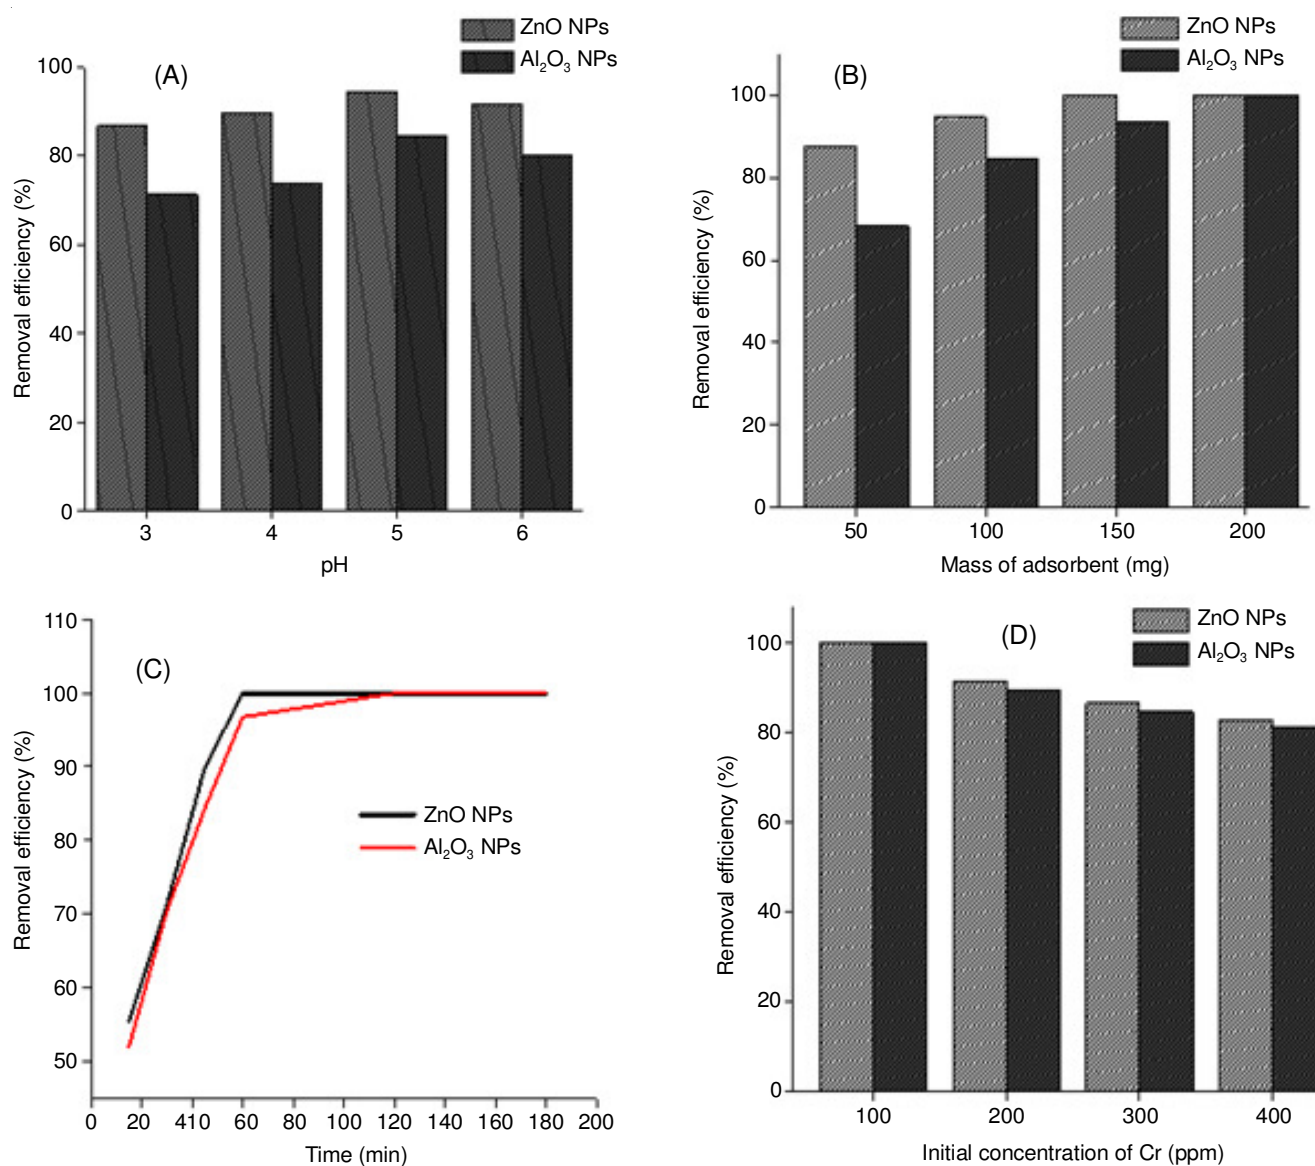 ZnO NPs
Al₂O₃ NPs
(A)
100
80
60
40
20
0
Removal efficiency (%)
3 4 5 6
pH
ZnO NPs
Al₂O₃ NPs
(B)
100
80
60
40
20
0
Removal efficiency (%)
50 100 150 200
Mass of adsorbent (mg)
(C)
110
100
90
80
70
60
50
Removal efficiency (%)
ZnO NPs
Al₂O₃ NPs
0 20 410 60 80 100 120 140 160 180 200
Time (min)
ZnO NPs
Al₂O₃ NPs
(D)
100
80
60
40
20
0
Removal efficiency (%)
100 200 300 400
Initial concentration of Cr (ppm)